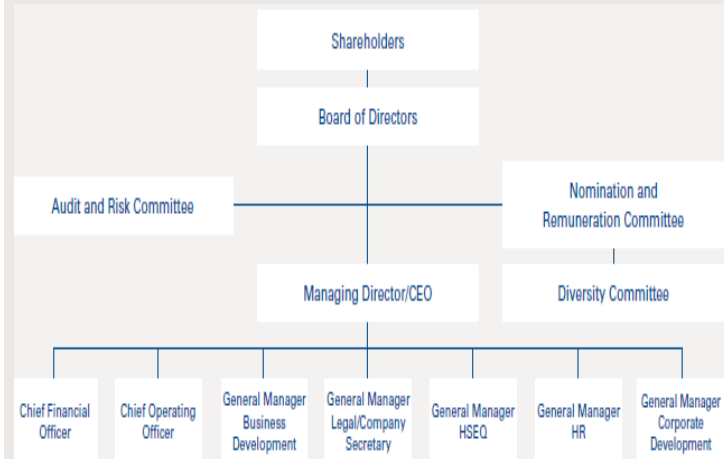 Shareholders
Board of Directors
Audit and Risk Committee
Nomination and
Remuneration Committee
Managing Director/CEO
Diversity Committee
Chief Financial
Officer
Chief Operating
Officer
General Manager
Business
Development
General Manager
Legal/Company
Secretary
General Manager
HSEQ
General Manager
HR
General Manager
Corporate
Development